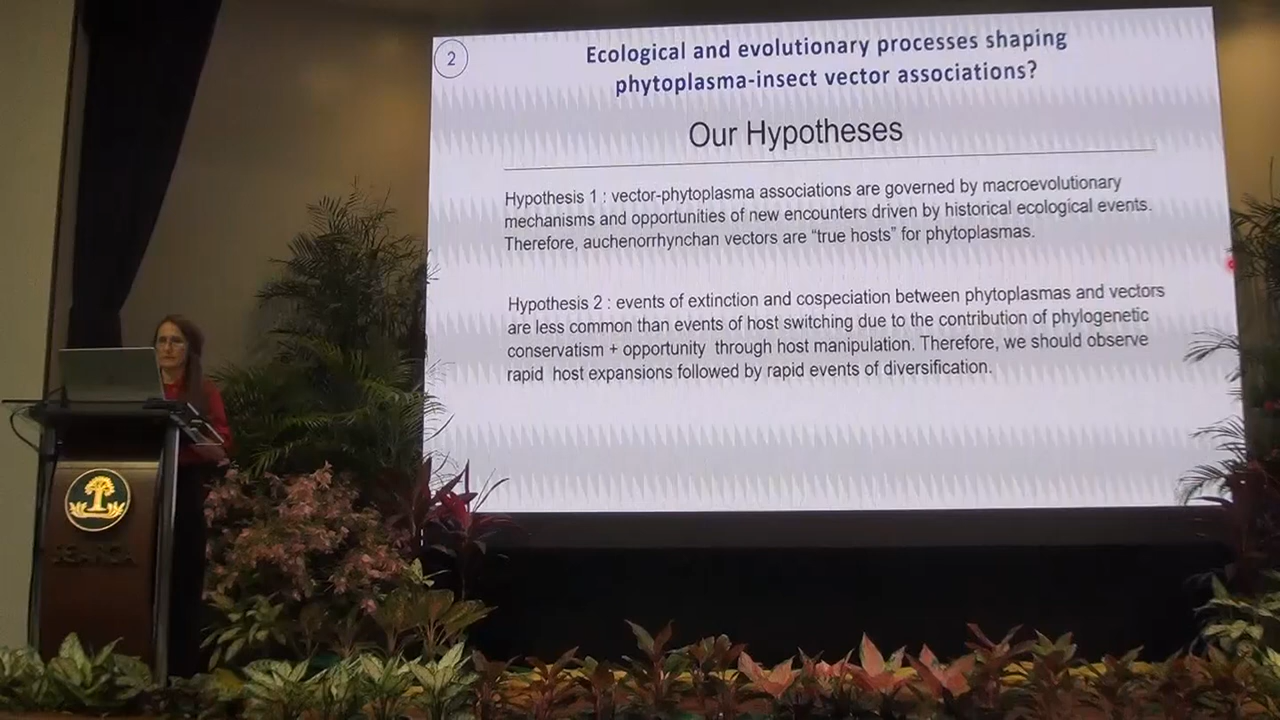 2
Ecological and evolutionary processes shaping
phytoplasma-insect vector associations?
Our Hypotheses
Hypothesis 1 : vector-phytoplasma associations are governed by macroevolutionary
mechanisms and opportunities of new encounters driven by historical ecological events.
Therefore, auchenorrhynchan vectors are “true hosts” for phytoplasmas.
Hypothesis 2 : events of extinction and cospeciation between phytoplasmas and vectors
are less common than events of host switching due to the contribution of phylogenetic
conservatism + opportunity through host manipulation. Therefore, we should observe
rapid host expansions followed by rapid events of diversification.
SEARCA